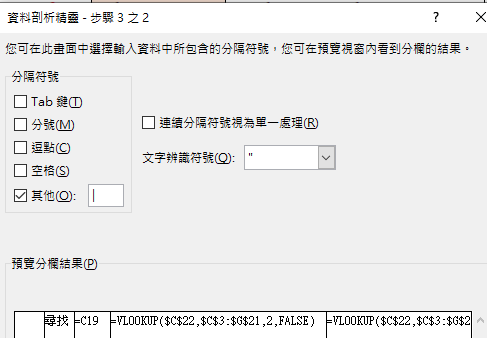 資料剖析精靈 - 步驟 3 之 2
您可在此畫面中選擇輸入資料中所包含的分隔符號，您可在預覽視窗內看到分欄的結果。
分隔符號
Tab 鍵(T)
分號(M)
逗點(C)
空格(S)
其他(O): |
連續分隔符號視為單一處理(R)
文字辨識符號(Q): "
預覽分欄結果(P)
尋找 =C19 =VLOOKUP($C$22,$C$3:$G$21,2,FALSE) =VLOOKUP($C$22,$C$3:$G$2